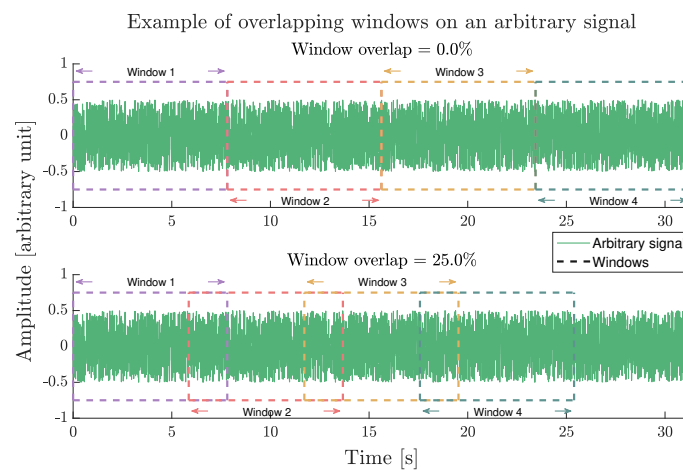 Example of overlapping windows on an arbitrary signal
Window overlap = 0.0%
1
0.5
0
-0.5
-1
Window 1
Window 3
Window 2
Window 4
0 5 10 15 20 25 30
Arbitrary signal
Windows
Amplitude [arbitrary unit]
Window overlap = 25.0%
1
0.5
0
-0.5
-1
Window 1
Window 3
Window 2
Window 4
0 5 10 15 20 25 30
Time [s]